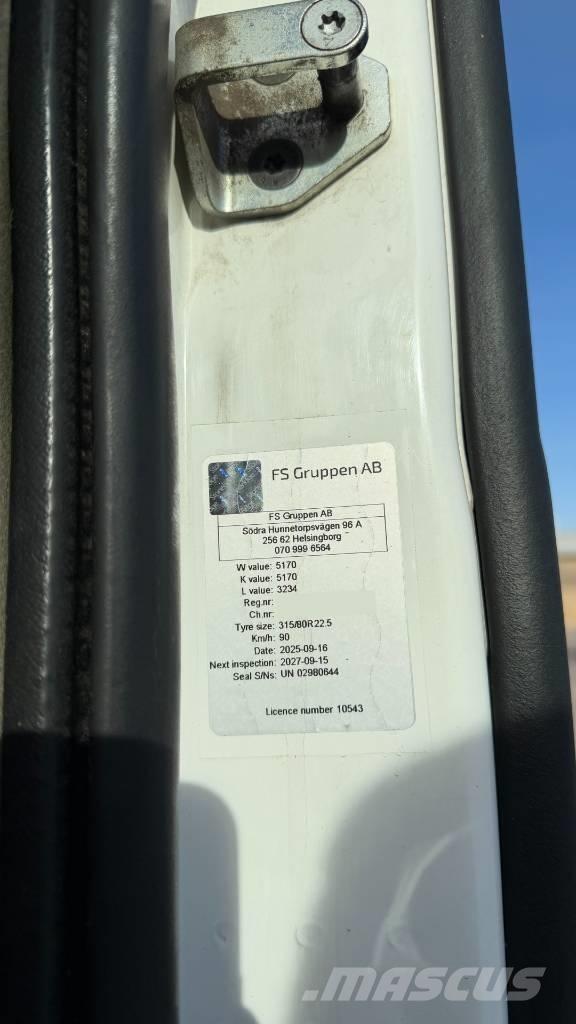 FS Gruppen AB
FS Gruppen AB
Södra Hunnetorpsvägen 96 A
256 62 Helsingborg
070 999 6564
W value: 5170
K value: 5170
L value: 3234
Reg.nr:
Ch.nr:
Tyre size: 315/80R22.5
Km/h: 90
Date: 2025-09-16
Next inspection: 2027-09-15
Seal S/Ns: UN 02980644
Licence number 10543
MASCUS